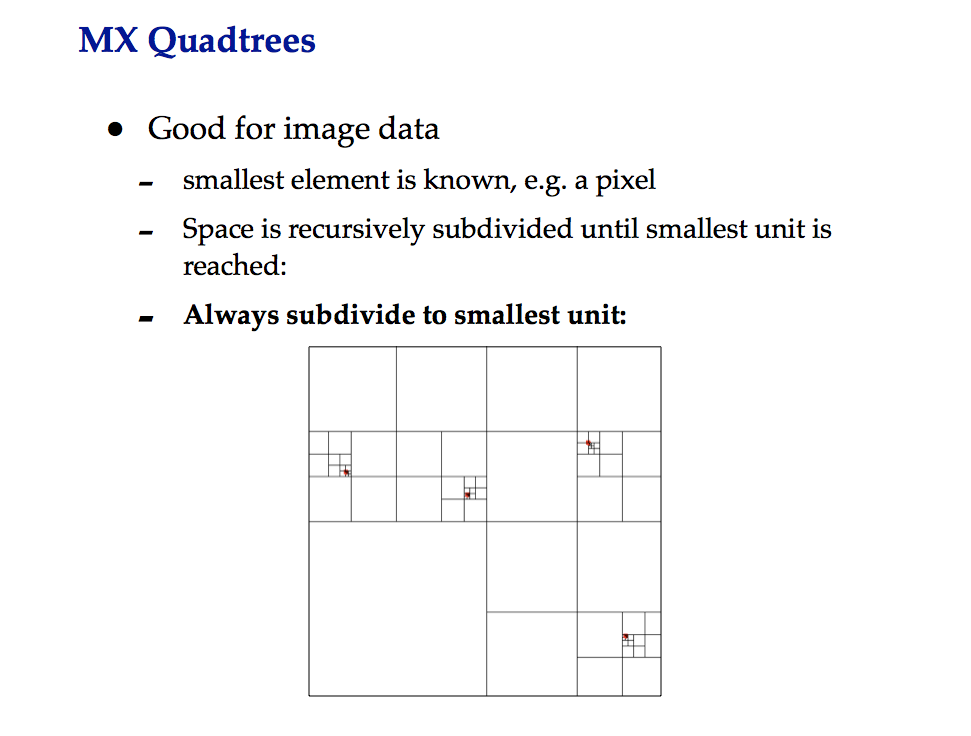 MX Quadtrees
● Good for image data
- smallest element is known, e.g. a pixel
- Space is recursively subdivided until smallest unit is
reached:
- Always subdivide to smallest unit: